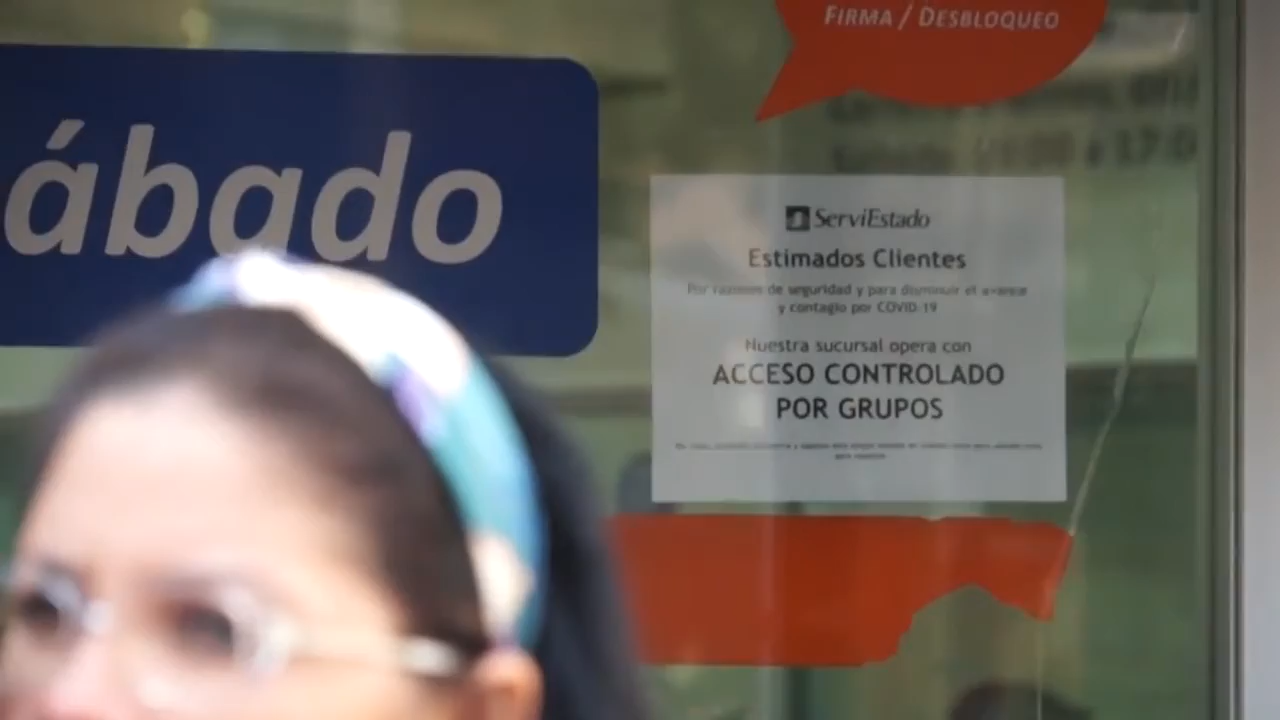 FIRMA / DESBLOQUEO
ábado
ServiEstado
Estimados Clientes
Por razones de seguridad y para disminuir el avance
y contagio por COVID-19
Nuestra sucursal opera con
ACCESO CONTROLADO
POR GRUPOS